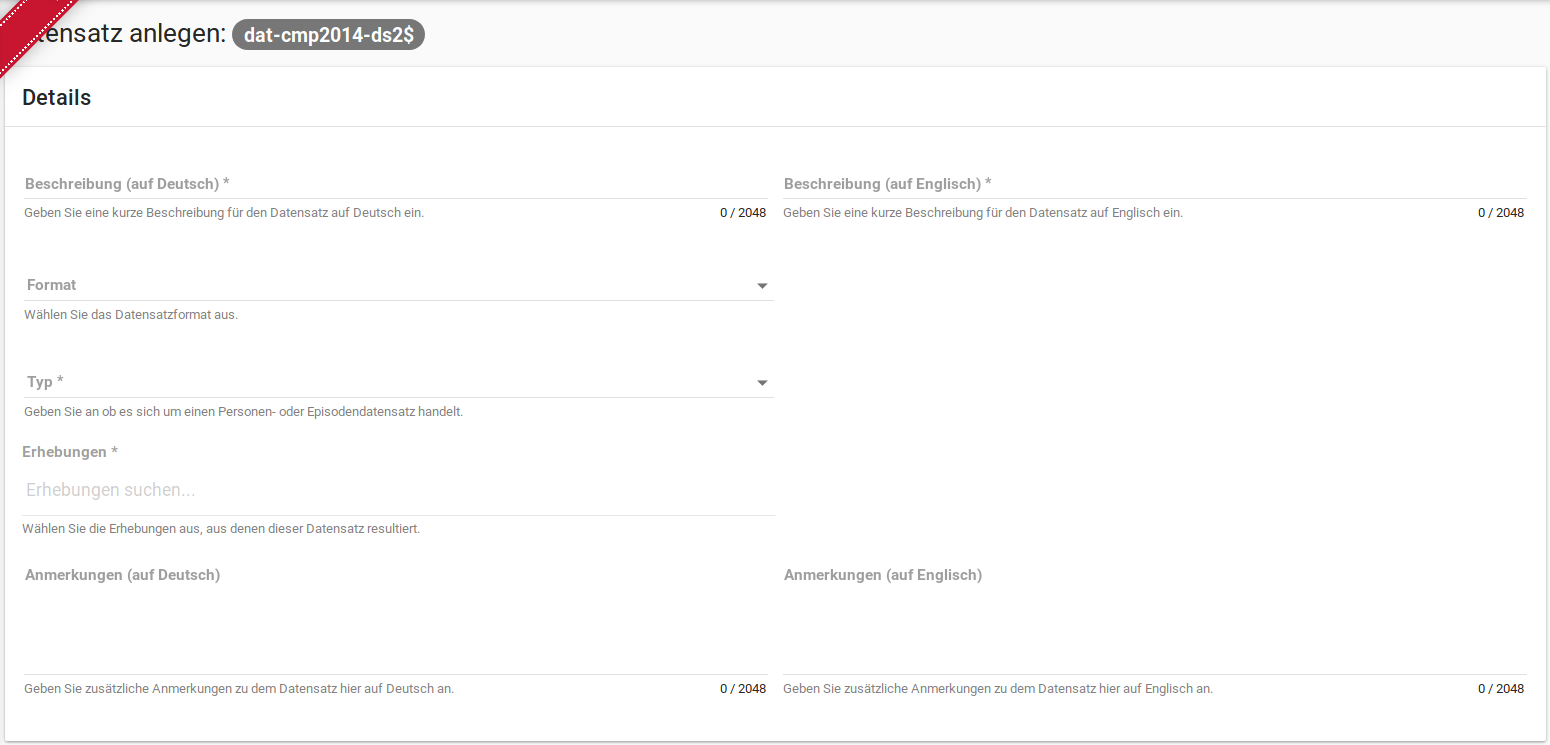 tensatz anlegen: dat-cmp2014-ds2$
Details
Beschreibung (auf Deutsch) *
Beschreibung (auf Englisch) *
Geben Sie eine kurze Beschreibung für den Datensatz auf Deutsch ein.
0 / 2048
Geben Sie eine kurze Beschreibung für den Datensatz auf Englisch ein.
0 / 2048
Format
Wählen Sie das Datensatzformat aus.
Typ *
Geben Sie an ob es sich um einen Personen- oder Episodendatensatz handelt.
Erhebungen *
Erhebungen suchen...
Wählen Sie die Erhebungen aus, aus denen dieser Datensatz resultiert.
Anmerkungen (auf Deutsch)
Anmerkungen (auf Englisch)
Geben Sie zusätzliche Anmerkungen zu dem Datensatz hier auf Deutsch an.
0 / 2048
Geben Sie zusätzliche Anmerkungen zu dem Datensatz hier auf Englisch an.
0 / 2048